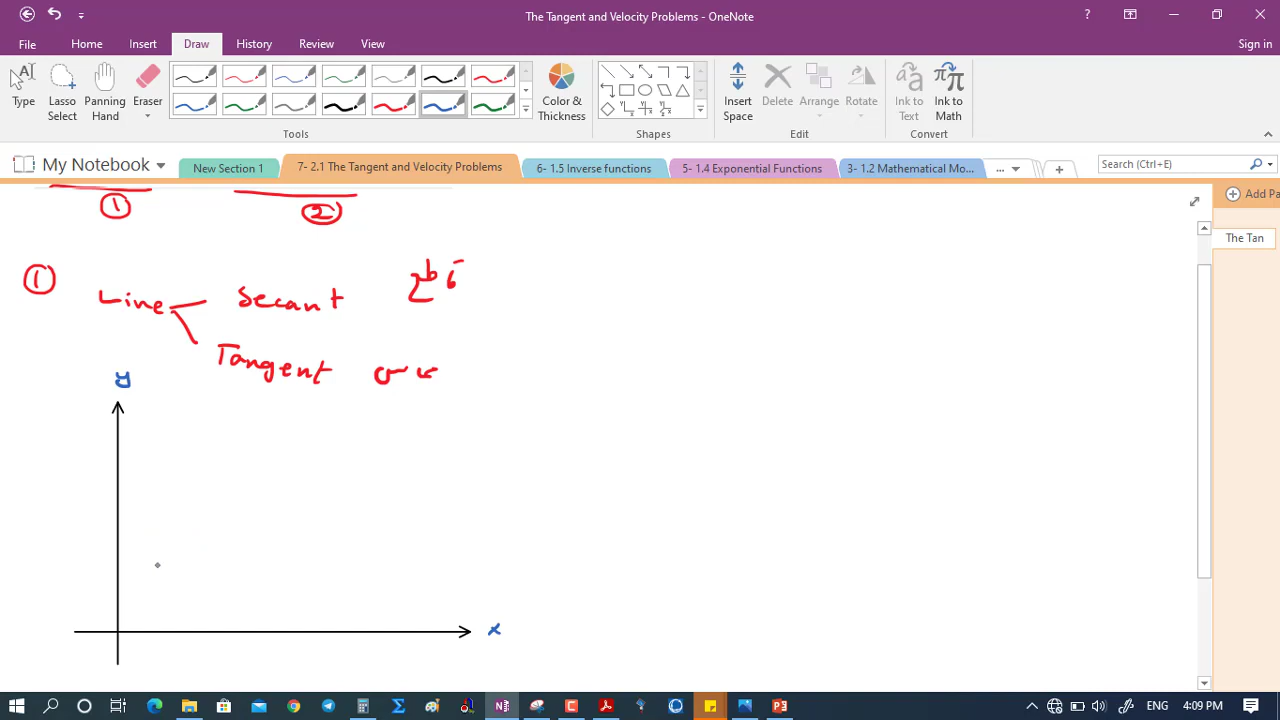 The Tangent and Velocity Problems - OneNote
?
File Home Insert Draw History Review View Sign in
Type
Lasso Select
Panning Hand
Eraser
Color & Thickness
Insert Space
Delete
Arrange
Rotate
Ink to Text
Ink to Math
Tools Shapes Edit Convert
My Notebook New Section 1 7- 2.1 The Tangent and Velocity Problems 6- 1.5 Inverse functions 5- 1.4 Exponential Functions 3- 1.2 Mathematical Mo... ... Search (Ctrl+E)
Add Pa
The Tan
1 2
1
Line Secant
Tangent
y
x
ENG 4:09 PM